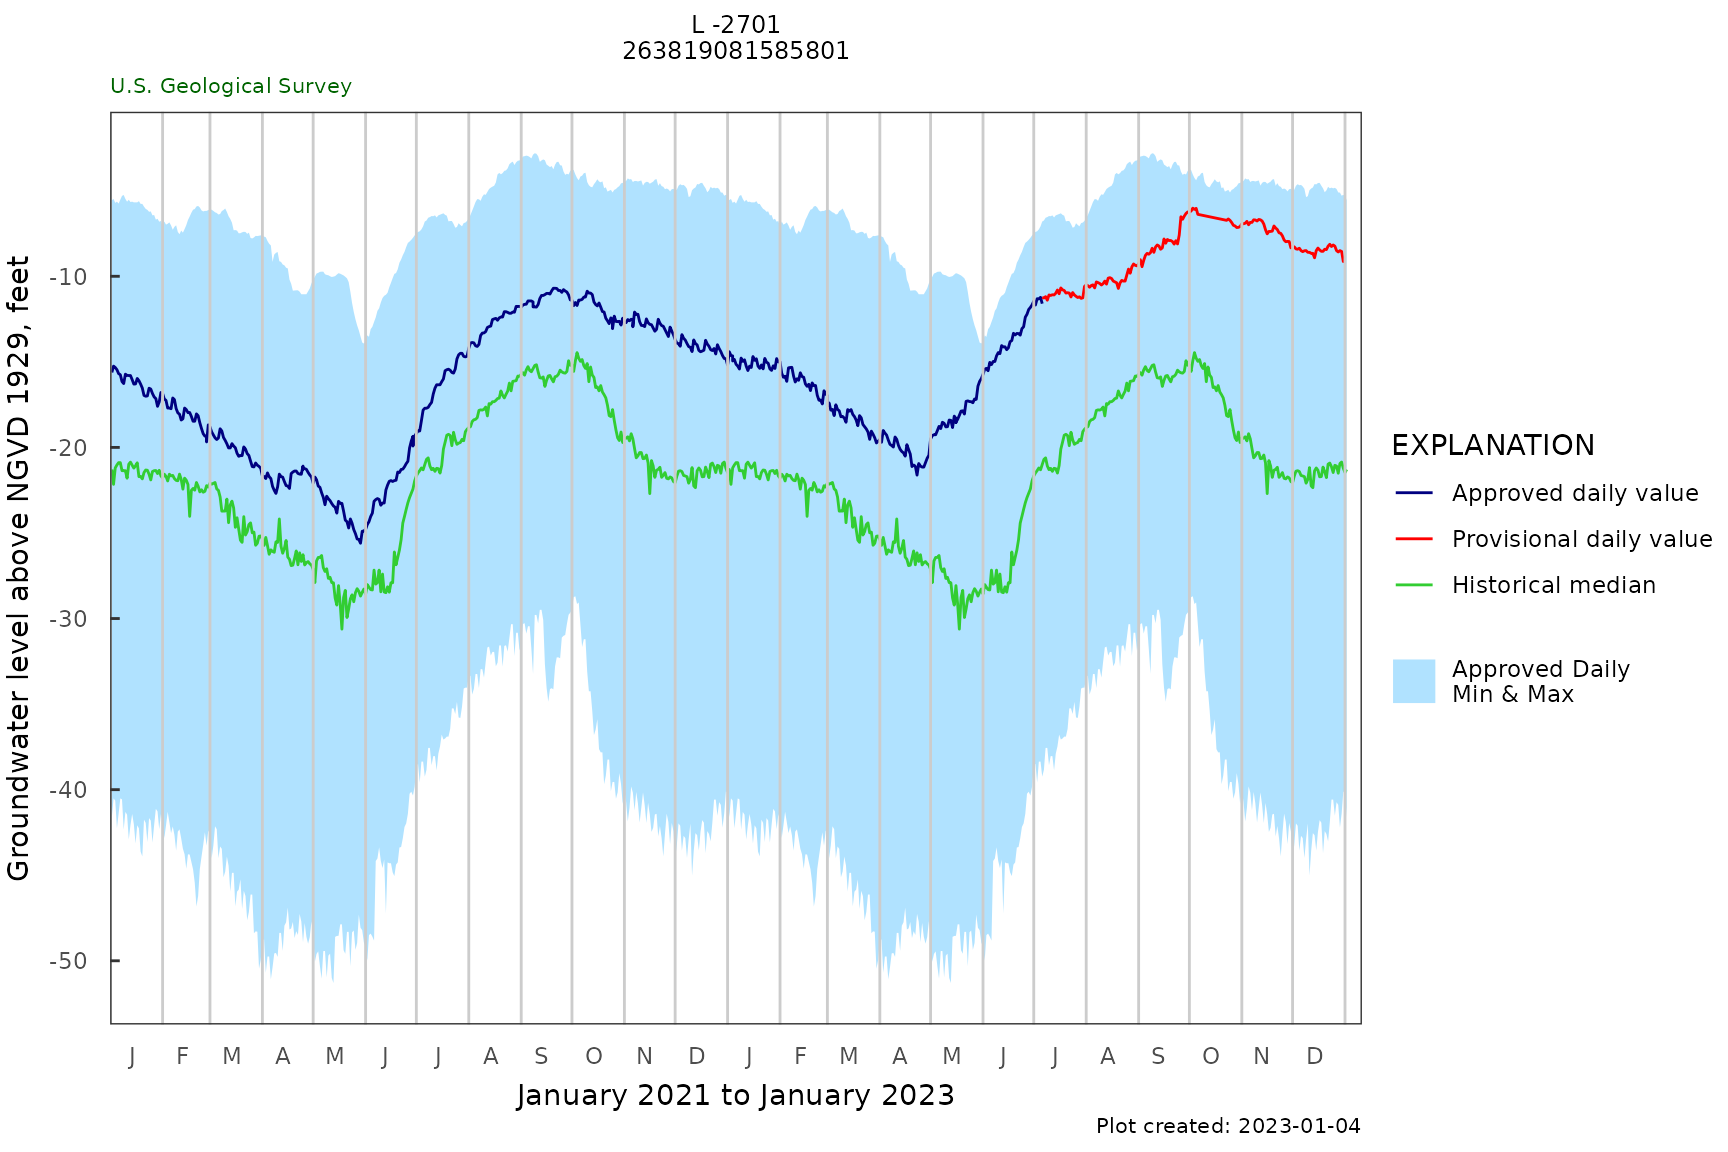 L -2701
263819081585801
U.S. Geological Survey
Groundwater level above NGVD 1929, feet
-10
-20
-30
-40
-50
J F M A M J J A S O N D J F M A M J J A S O N D
January 2021 to January 2023
EXPLANATION
Approved daily value
Provisional daily value
Historical median
Approved Daily
Min & Max
Plot created: 2023-01-04